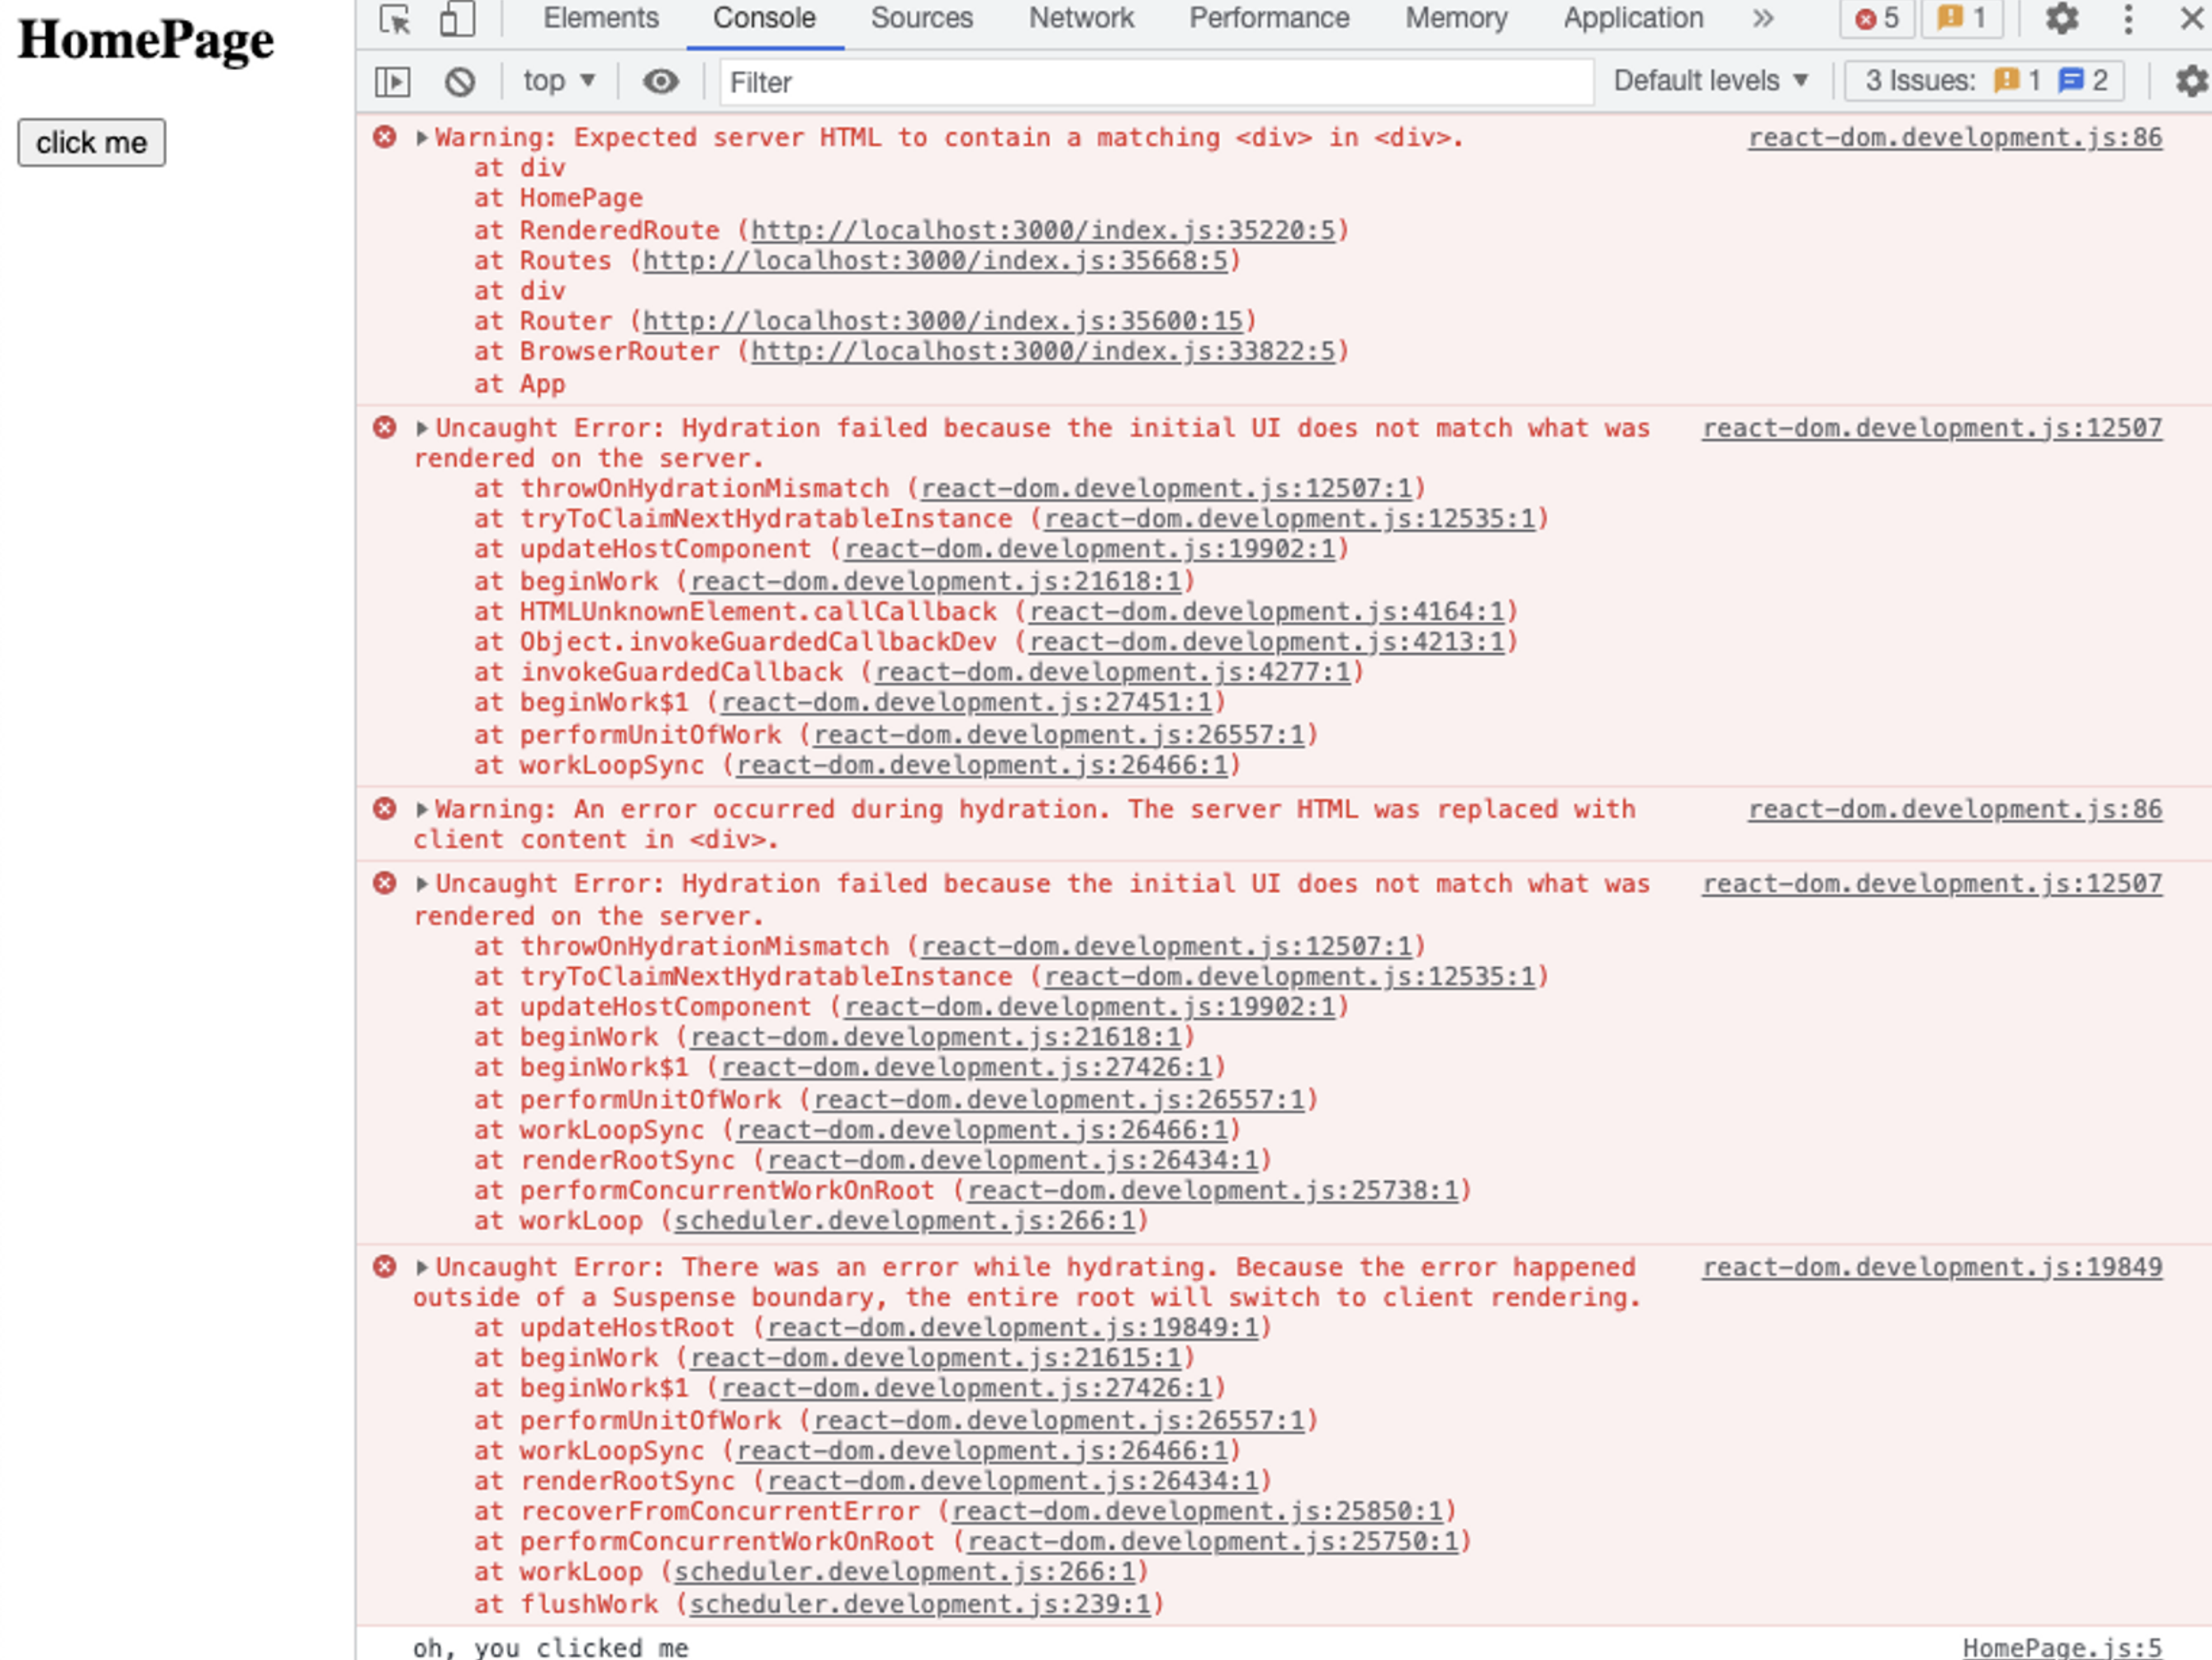 HomePage
click me
Elements Console Sources Network Performance Memory Application » 5 1
top Filter Default levels 3 Issues: 1 2
Warning: Expected server HTML to contain a matching <div> in <div>. react-dom.development.js:86
at div
at HomePage
at RenderedRoute (http://localhost:3000/index.js:35220:5)
at Routes (http://localhost:3000/index.js:35668:5)
at div
at Router (http://localhost:3000/index.js:35600:15)
at BrowserRouter (http://localhost:3000/index.js:33822:5)
at App
Uncaught Error: Hydration failed because the initial UI does not match what was react-dom.development.js:12507
rendered on the server.
at throwOnHydrationMismatch (react-dom.development.js:12507:1)
at tryToClaimNextHydratableInstance (react-dom.development.js:12535:1)
at updateHostComponent (react-dom.development.js:19902:1)
at beginWork (react-dom.development.js:21618:1)
at HTMLUnknownElement.callCallback (react-dom.development.js:4164:1)
at Object.invokeGuardedCallbackDev (react-dom.development.js:4213:1)
at invokeGuardedCallback (react-dom.development.js:4277:1)
at beginWork$1 (react-dom.development.js:27451:1)
at performUnitOfWork (react-dom.development.js:26557:1)
at workLoopSync (react-dom.development.js:26466:1)
Warning: An error occurred during hydration. The server HTML was replaced with react-dom.development.js:86
client content in <div>.
Uncaught Error: Hydration failed because the initial UI does not match what was react-dom.development.js:12507
rendered on the server.
at throwOnHydrationMismatch (react-dom.development.js:12507:1)
at tryToClaimNextHydratableInstance (react-dom.development.js:12535:1)
at updateHostComponent (react-dom.development.js:19902:1)
at beginWork (react-dom.development.js:21618:1)
at beginWork$1 (react-dom.development.js:27426:1)
at performUnitOfWork (react-dom.development.js:26557:1)
at workLoopSync (react-dom.development.js:26466:1)
at renderRootSync (react-dom.development.js:26434:1)
at performConcurrentWorkOnRoot (react-dom.development.js:25738:1)
at workLoop (scheduler.development.js:266:1)
Uncaught Error: There was an error while hydrating. Because the error happened react-dom.development.js:19849
outside of a Suspense boundary, the entire root will switch to client rendering.
at updateHostRoot (react-dom.development.js:19849:1)
at beginWork (react-dom.development.js:21615:1)
at beginWork$1 (react-dom.development.js:27426:1)
at performUnitOfWork (react-dom.development.js:26557:1)
at workLoopSync (react-dom.development.js:26466:1)
at renderRootSync (react-dom.development.js:26434:1)
at recoverFromConcurrentError (react-dom.development.js:25850:1)
at performConcurrentWorkOnRoot (react-dom.development.js:25750:1)
at workLoop (scheduler.development.js:266:1)
at flushWork (scheduler.development.js:239:1)
oh, you clicked me HomePage.js:5